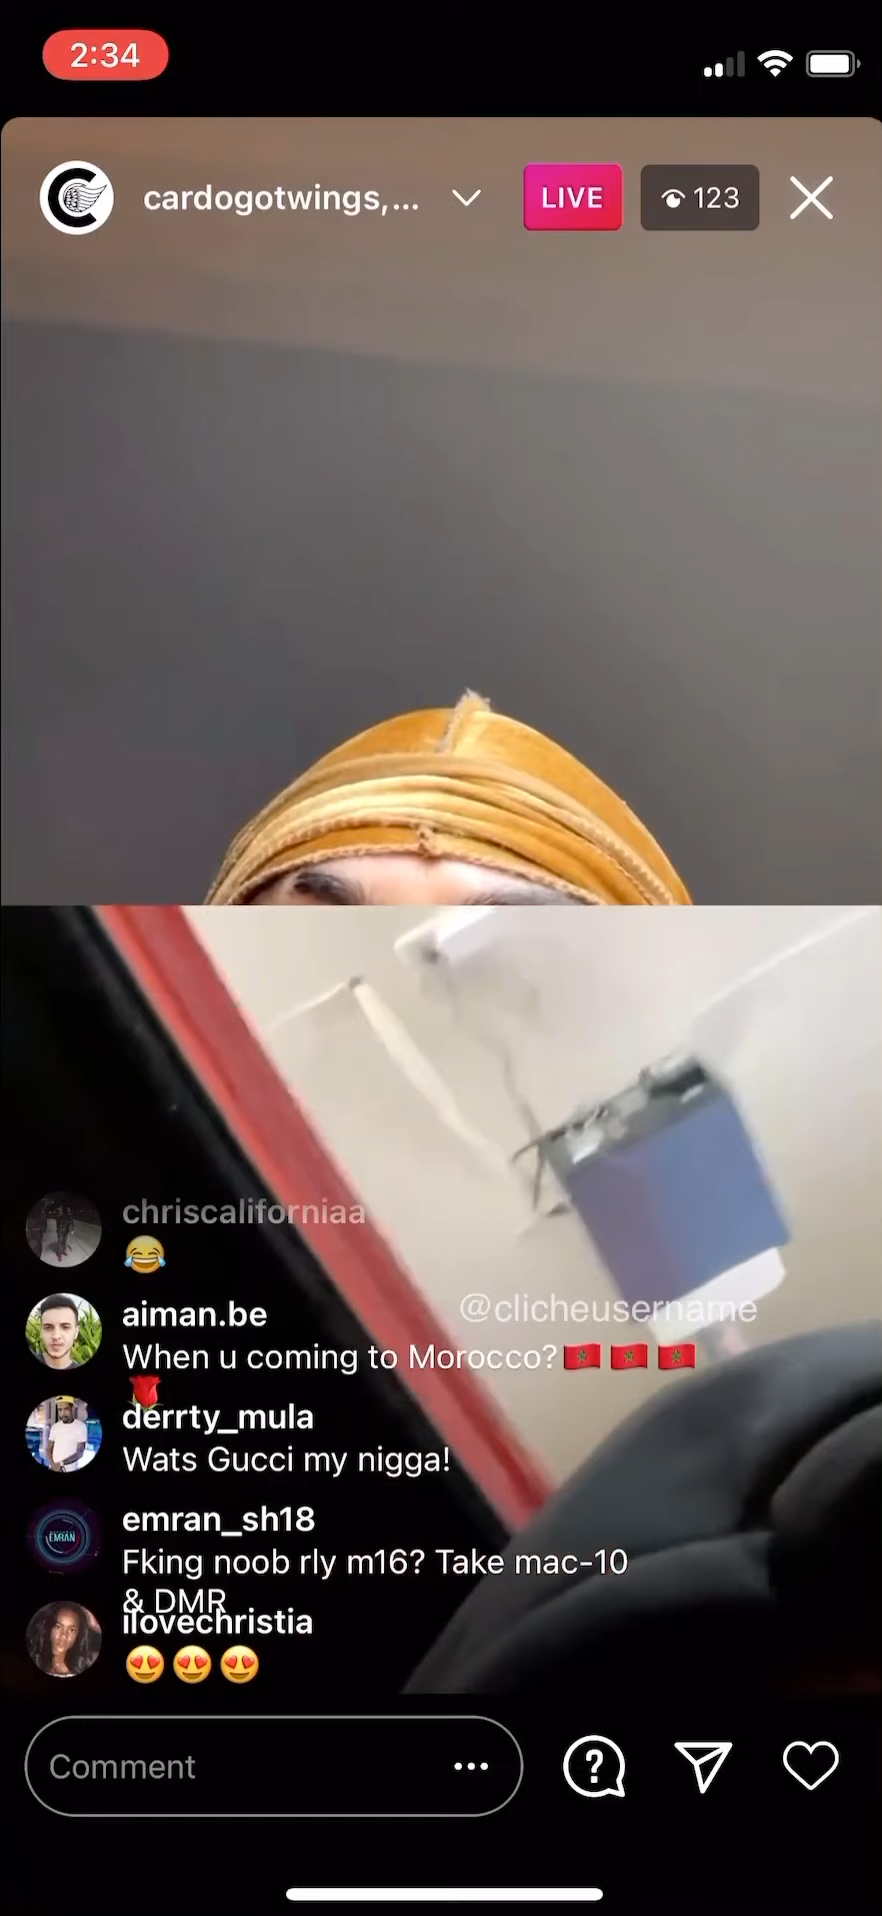 2:34
cardogotwings,...
LIVE
123
chriscaliforniaa
😂
aiman.be
@clicheusername
When u coming to Morocco?🇲🇦🇲🇦🇲🇦
🌹
derrty_mula
Wats Gucci my nigga!
EMRAN
emran_sh18
Fking noob rly m16? Take mac-10
& DMR
ilovechristia
😍😍😍
Comment